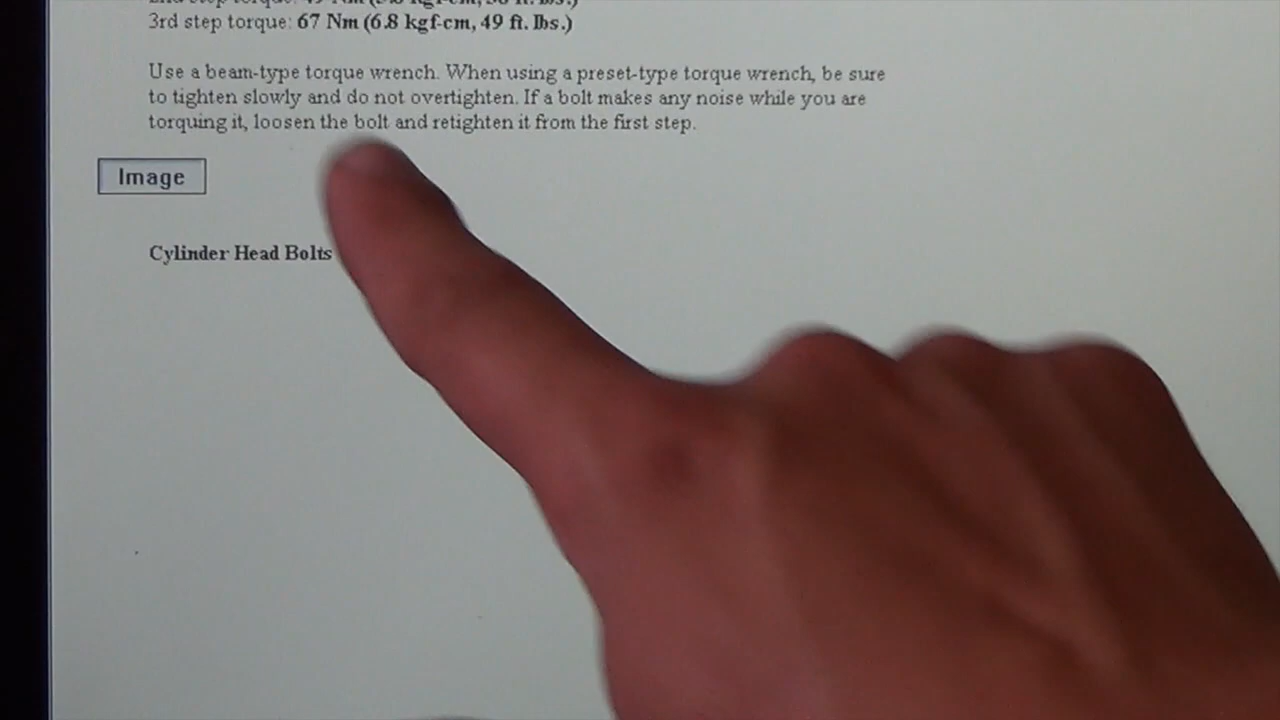 3rd step torque: 67 Nm (6.8 kgf-cm, 49 ft. lbs.)
Use a beam-type torque wrench. When using a preset-type torque wrench, be sure
to tighten slowly and do not overtighten. If a bolt makes any noise while you are
torquing it, loosen the bolt and retighten it from the first step.
Image
Cylinder Head Bolts